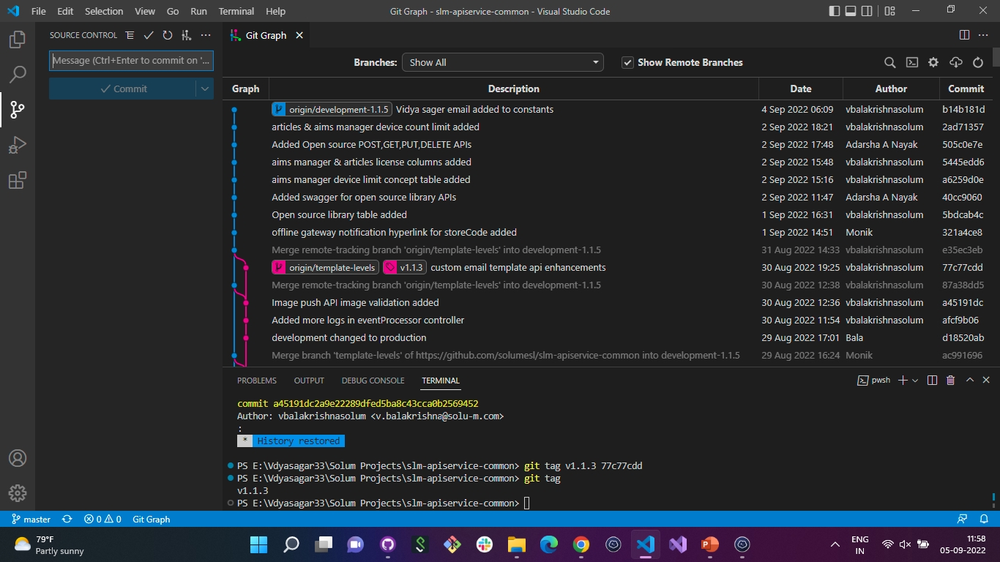 File Edit Selection View Go Run Terminal Help
Git Graph - slm-apiservice-common - Visual Studio Code
SOURCE CONTROL
Message (Ctrl+Enter to commit on '...
Commit
Git Graph
Branches: Show All Show Remote Branches
Graph Description Date Author Commit
origin/development-1.1.5 Vidya sager email added to constants 4 Sep 2022 06:09 vbalakrishnasolum b14b181d
articles & aims manager device count limit added 2 Sep 2022 18:21 vbalakrishnasolum 2ad71357
Added Open source POST,GET,PUT,DELETE APIs 2 Sep 2022 17:48 Adarsha A Nayak 505c0e7e
aims manager & articles license columns added 2 Sep 2022 15:48 vbalakrishnasolum 5445edd6
aims manager device limit concept table added 2 Sep 2022 15:16 vbalakrishnasolum a6259d0e
Added swagger for open source library APIs 2 Sep 2022 11:47 Adarsha A Nayak 40cc9060
Open source library table added 1 Sep 2022 16:31 vbalakrishnasolum 5bdcab4c
offline gateway notification hyperlink for storeCode added 1 Sep 2022 14:51 Monik 321a4ce8
Merge remote-tracking branch 'origin/template-levels' into development-1.1.5 31 Aug 2022 14:33 vbalakrishnasolum e35ec3eb
origin/template-levels v1.1.3 custom email template api enhancements 30 Aug 2022 19:25 vbalakrishnasolum 77c77cdd
Merge remote-tracking branch 'origin/template-levels' into development-1.1.5 30 Aug 2022 12:38 vbalakrishnasolum 87a38dd5
Image push API image validation added 30 Aug 2022 12:36 vbalakrishnasolum a45191dc
Added more logs in eventProcessor controller 30 Aug 2022 11:54 vbalakrishnasolum afcf9b06
development changed to production 29 Aug 2022 17:01 Bala d18520ab
Merge branch 'template-levels' of https://github.com/solumesl/slm-apiservice-common into development-1.1.5 29 Aug 2022 16:24 Monik ac991696
PROBLEMS OUTPUT DEBUG CONSOLE TERMINAL pwsh
commit a45191dc2a9e22289dfed5ba8c43cca0b2569452
Author: vbalakrishnasolum <v.balakrishna@solu-m.com>
:
* History restored
PS E:\Vdyasagar33\Solum Projects\slm-apiservice-common> git tag v1.1.3 77c77cdd
PS E:\Vdyasagar33\Solum Projects\slm-apiservice-common> git tag
v1.1.3
PS E:\Vdyasagar33\Solum Projects\slm-apiservice-common>
master 0 0 Git Graph
79°F
Partly sunny
ENG
IN
11:58
05-09-2022